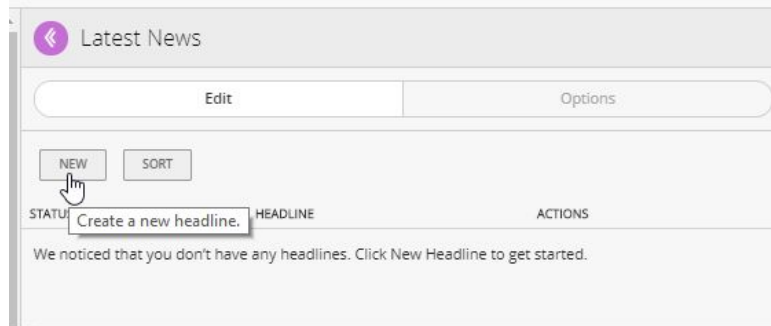 Latest News
Edit Options
NEW SORT
STATU HEADLINE ACTIONS
Create a new headline.
We noticed that you don't have any headlines. Click New Headline to get started.